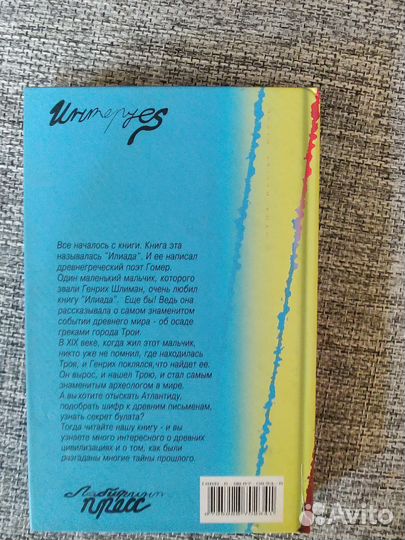 Интерyes
Все началось с книги. Книга эта
называлась "Илиада". И ее написал
древнегреческий поэт Гомер.
Один маленький мальчик, которого
звали Генрих Шлиман, очень любил
книгу "Илиада". Еще бы! Ведь она
рассказывала о самом знаменитом
событии древнего мира - об осаде
греками города Трои.
В XIX веке, когда жил этот мальчик,
никто уже не помнил, где находилась
Троя, и Генрих поклялся,что найдет ее.
Он вырос, и нашел Трою, и стал самым
знаменитым археологом в мире.
А вы хотите отыскать Атлантиду,
подобрать шифр к древним письменам,
узнать секрет булата?
Тогда читайте нашу книгу - и вы
узнаете много интересного о древних
цивилизациях и о том, как были
разгаданы многие тайны прошлого.
Лабиринт
пресс
Avito